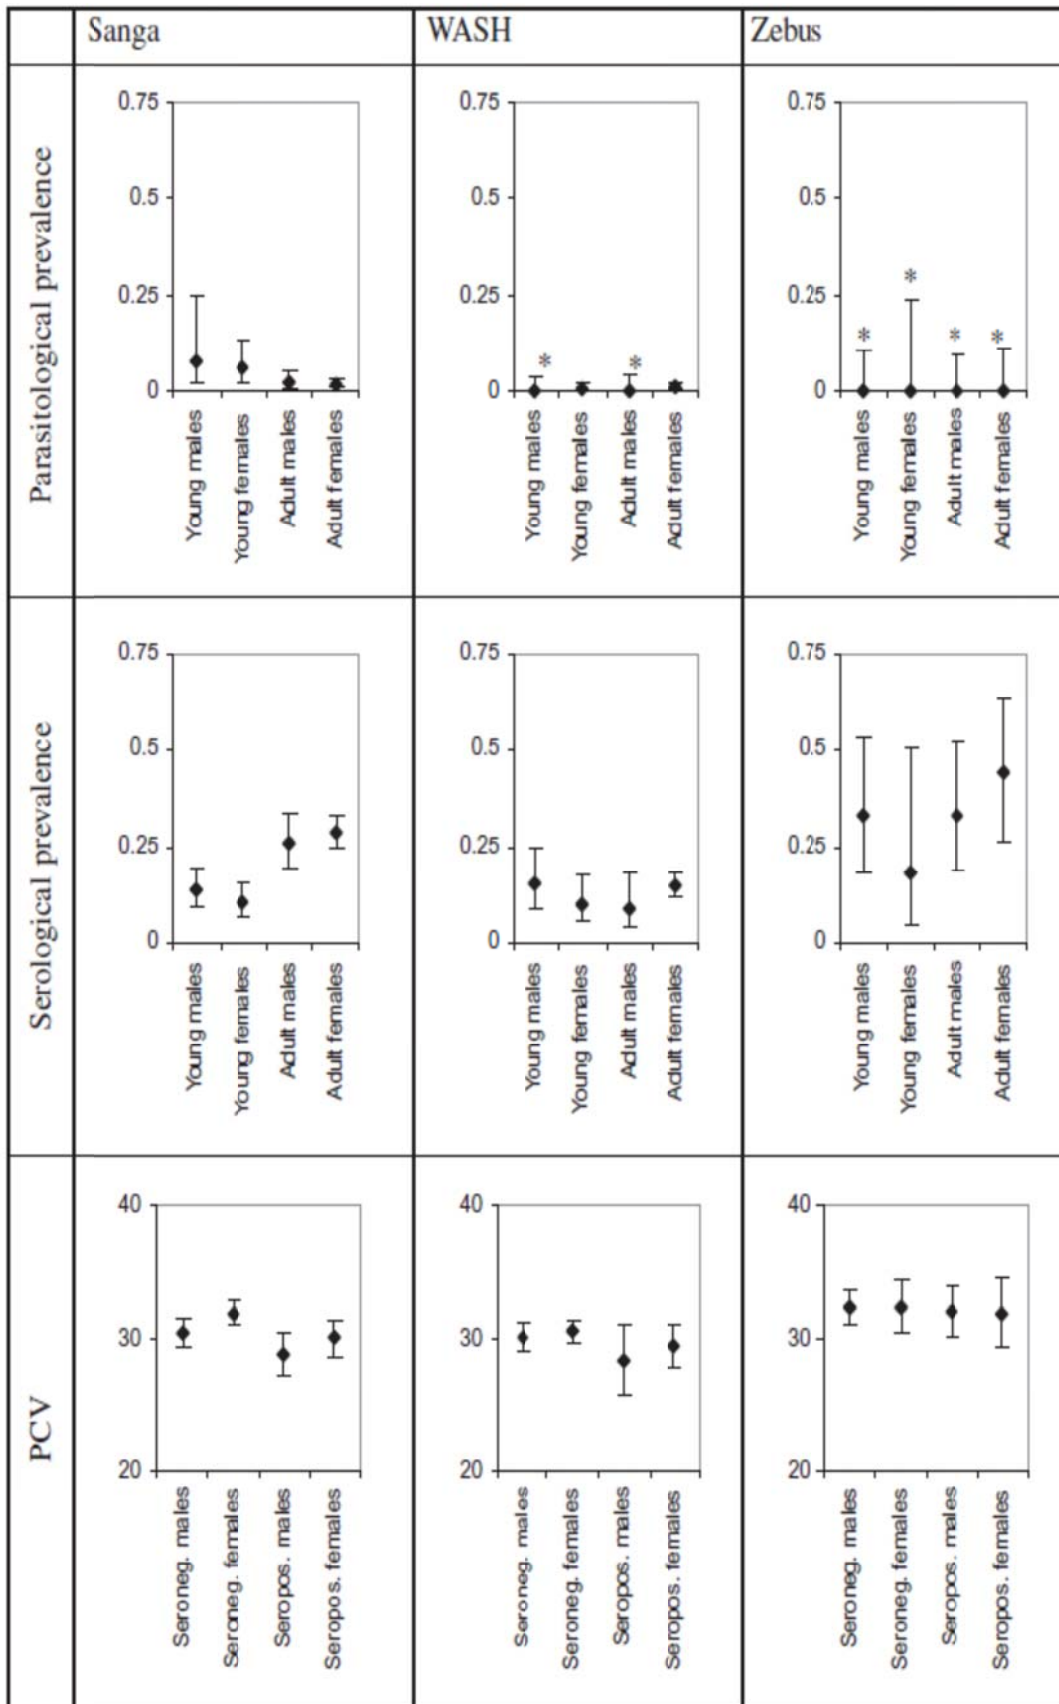 Sanga
WASH
Zebus
Parasitological prevalence
0.75
0.5
0.25
0
Young males
Young females
Adult males
Adult females
0.75
0.5
0.25
0
*
*
Young males
Young females
Adult males
Adult females
0.75
0.5
0.25
0
*
*
*
*
Young males
Young females
Adult males
Adult females
Serological prevalence
0.75
0.5
0.25
0
Young males
Young females
Adult males
Adult females
0.75
0.5
0.25
0
Young males
Young females
Adult males
Adult females
0.75
0.5
0.25
0
Young males
Young females
Adult males
Adult females
PCV
40
30
20
Seroneg. males
Seroneg. females
Seropos. males
Seropos. females
40
30
20
Seroneg. males
Seroneg. females
Seropos. males
Seropos. females
40
30
20
Seroneg. males
Seroneg. females
Seropos. males
Seropos. females